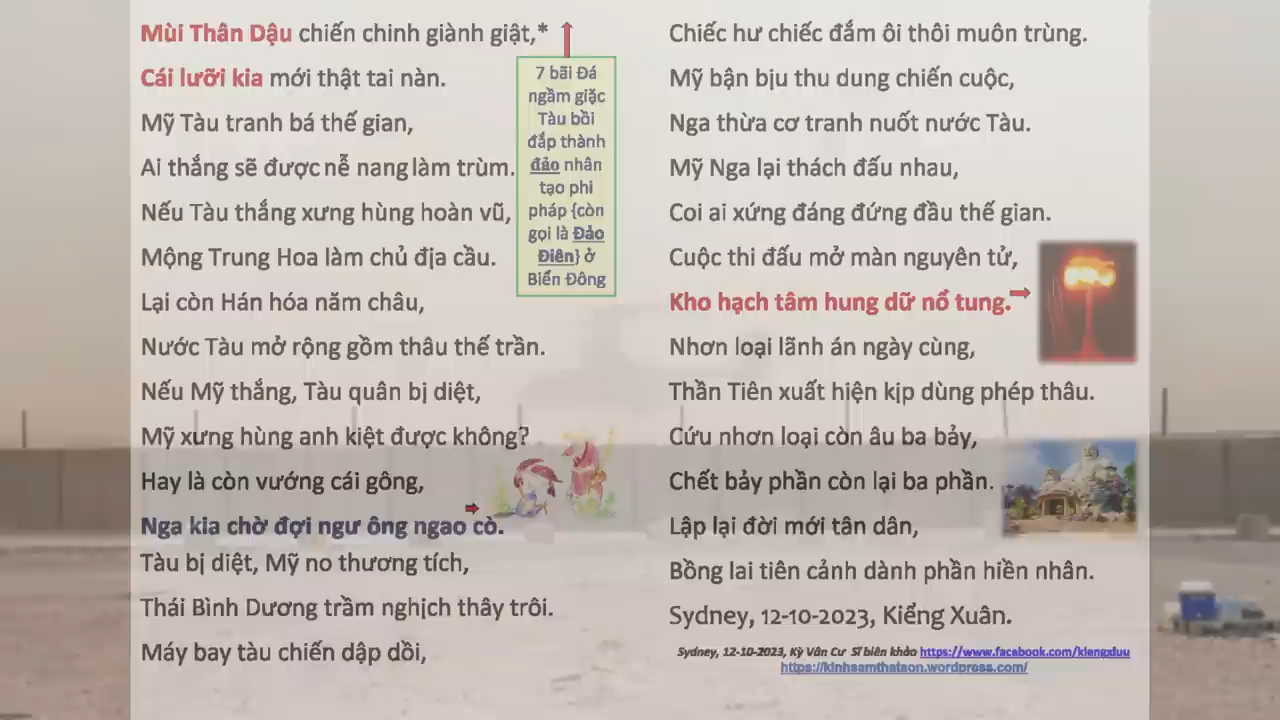 Mùi Thân Dậu chiến chinh giành giật,*
Cái lưỡi kia mới thật tai nàn.
Mỹ Tàu tranh bá thế gian,
Ai thắng sẽ được nễ nang làm trùm.
Nếu Tàu thắng xưng hùng hoàn vũ,
Mộng Trung Hoa làm chủ địa cầu.
Lại còn Hán hóa năm châu,
Nước Tàu mở rộng gồm thâu thế trần.
Nếu Mỹ thắng, Tàu quân bị diệt,
Mỹ xưng hùng anh kiệt được không?
Hay là còn vướng cái gông,
Nga kia chờ đợi ngư ông ngao cò.
Tàu bị diệt, Mỹ no thương tích,
Thái Bình Dương trầm nghịch thây trôi.
Máy bay tàu chiến dập dồi,
7 bãi Đá
ngầm giặc
Tàu bồi
đắp thành
đảo nhân
tạo phi
pháp {còn
gọi là Đảo
Điên} ở
Biển Đông
Chiếc hư chiếc đắm ôi thôi muôn trùng.
Mỹ bận bịu thu dung chiến cuộc,
Nga thừa cơ tranh nuốt nước Tàu.
Mỹ Nga lại thách đấu nhau,
Coi ai xứng đáng đứng đầu thế gian.
Cuộc thi đấu mở màn nguyên tử,
Kho hạch tâm hung dữ nổ tung.
Nhơn loại lãnh án ngày cùng,
Thần Tiên xuất hiện kịp dùng phép thâu.
Cứu nhơn loại còn âu ba bảy,
Chết bảy phần còn lại ba phần.
Lập lại đời mới tân dân,
Bồng lai tiên cảnh dành phần hiền nhân.
Sydney, 12-10-2023, Kiểng Xuân.
Sydney, 12-10-2023, Kỳ Vân Cư Sĩ biên khảo https://www.facebook.com/kiengxuu
https://kinhsamthatson.wordpress.com/